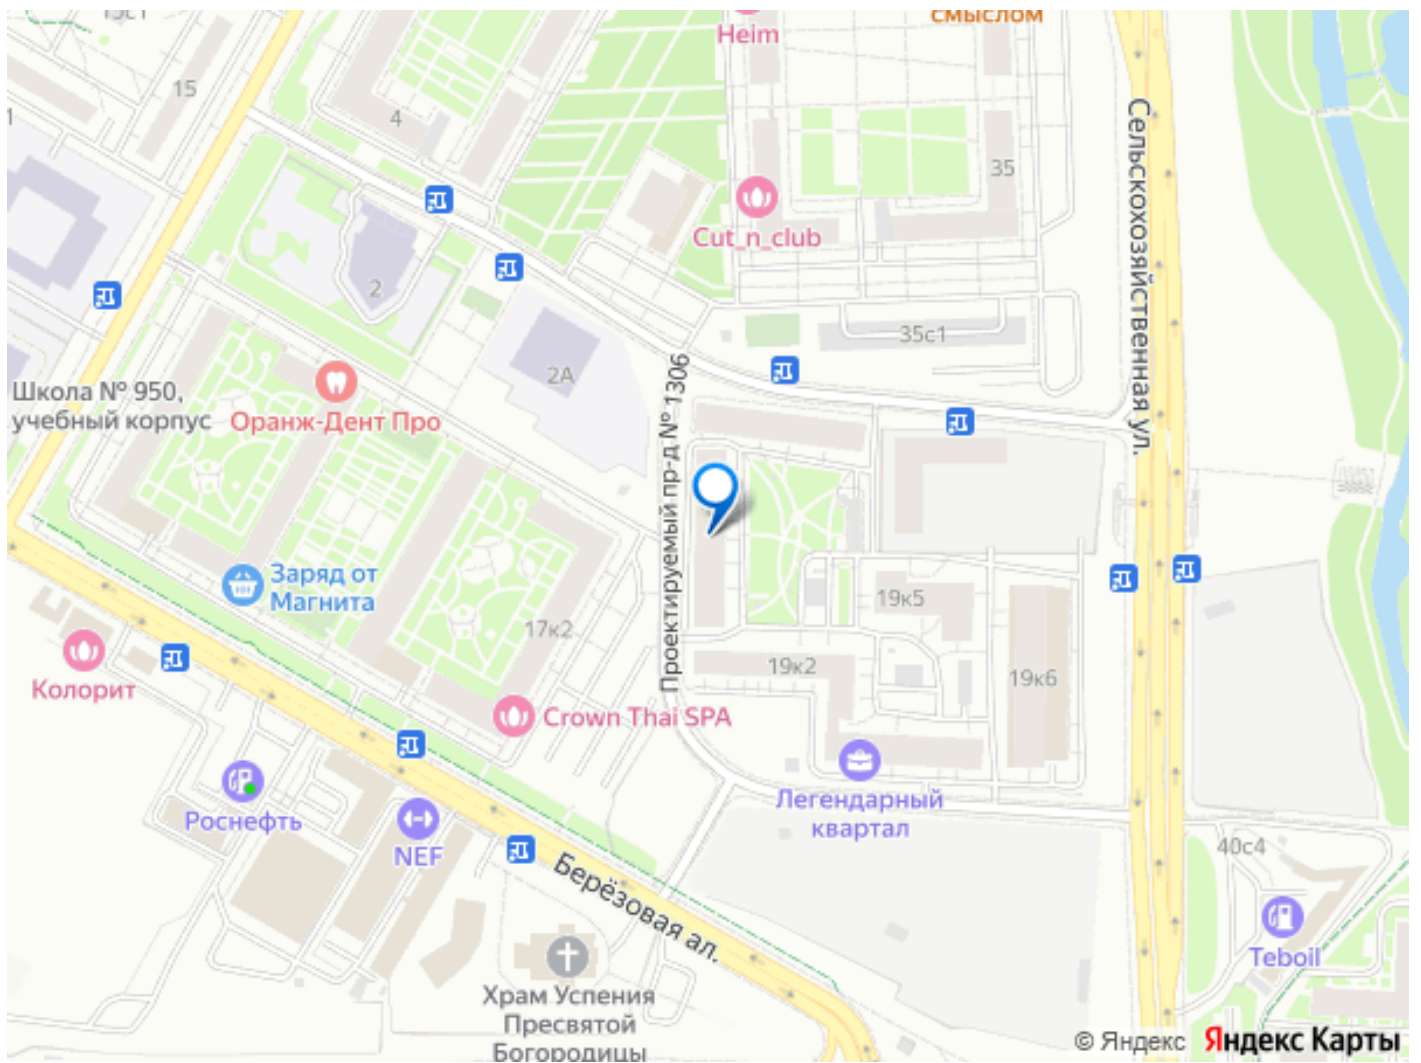 15с1
Heim
смыслом
15
4
1
35
Cut_n_club
Сельскохозяйственная ул.
2
35с1
2А
Проектируемый пр-д № 1306
Школа № 950,
учебный корпус
Оранж-Дент Про
Заряд от
Магнита
17к2
19к5
19к2
19к6
Колорит
Crown Thai SPA
Роснефть
NEF
Легендарный
квартал
40с4
Берёзовая ал.
Teboil
Храм Успения
Пресвятой
Богородицы
© Яндекс Яндекс Карты